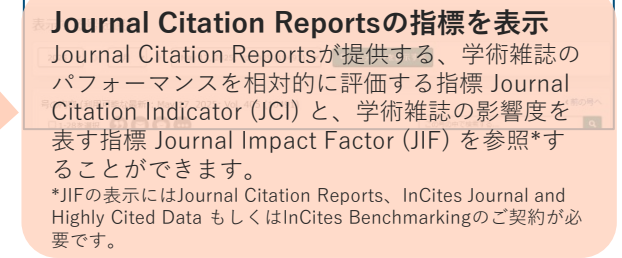 Journal Citation Reportsの指標を表示
Journal Citation Reportsが提供する、学術雑誌の
パフォーマンスを相対的に評価する指標 Journal
Citation Indicator (JCI) と、学術雑誌の影響度を
表す指標 Journal Impact Factor (JIF) を参照*す
ることができます。
*JIFの表示にはJournal Citation Reports、InCites Journal and
Highly Cited Data もしくはInCites Benchmarkingのご契約が必
要です。